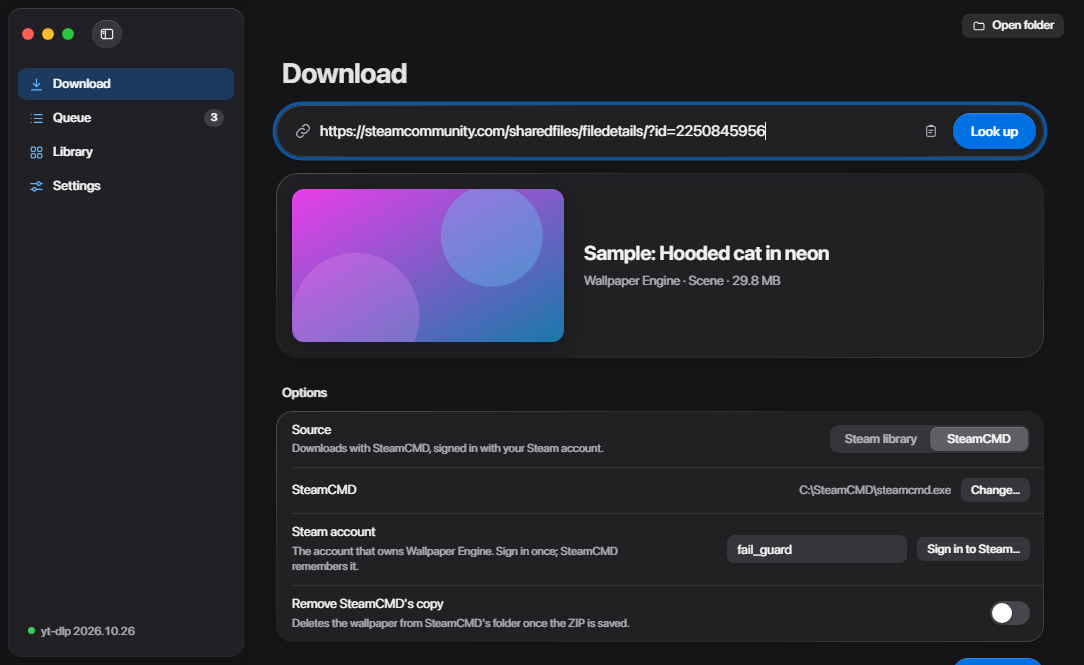 Open folder
Download
Queue
3
Library
Settings
yt-dlp 2026.10.26
Download
https://steamcommunity.com/sharedfiles/filedetails/?id=2250845956
Look up
Sample: Hooded cat in neon
Wallpaper Engine · Scene · 29.8 MB
Options
Source
Downloads with SteamCMD, signed in with your Steam account.
Steam library
SteamCMD
SteamCMD
C:\SteamCMD\steamcmd.exe
Change...
Steam account
The account that owns Wallpaper Engine. Sign in once; SteamCMD
remembers it.
fail_guard
Sign in to Steam...
Remove SteamCMD's copy
Deletes the wallpaper from SteamCMD's folder once the ZIP is saved.